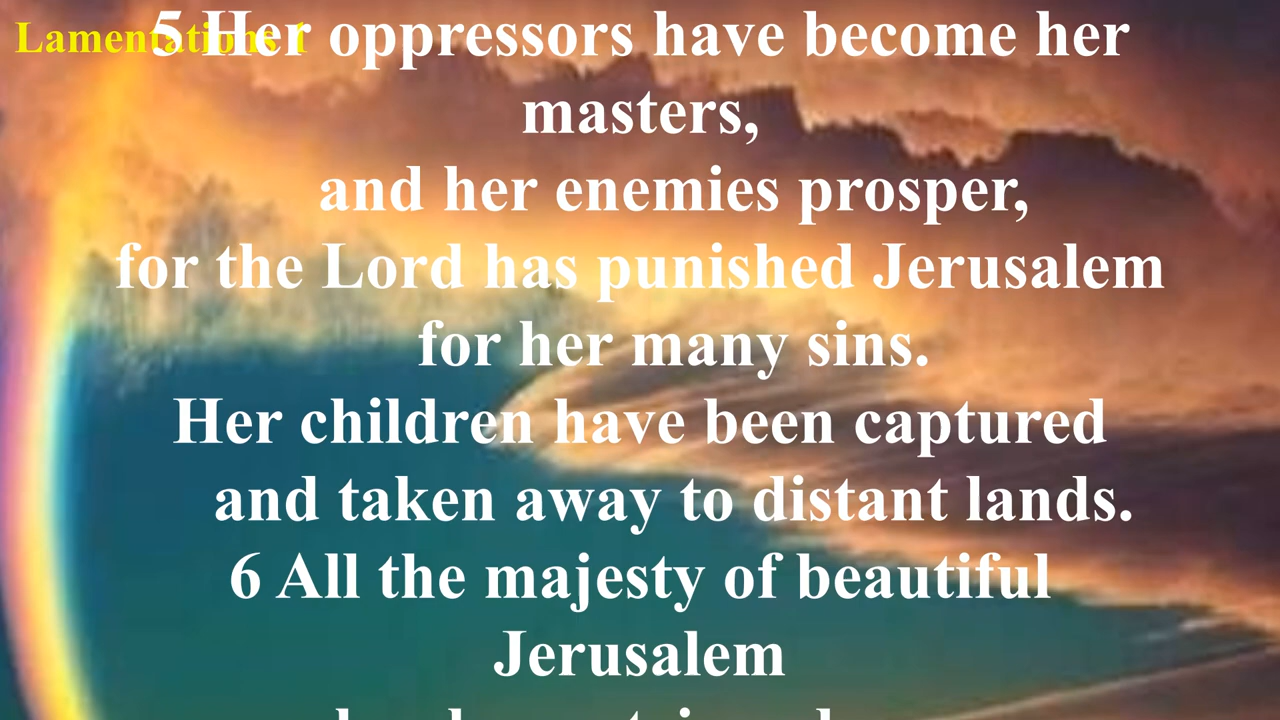 Lamentations 1
5 Her oppressors have become her
masters,
and her enemies prosper,
for the Lord has punished Jerusalem
for her many sins.
Her children have been captured
and taken away to distant lands.
6 All the majesty of beautiful
Jerusalem